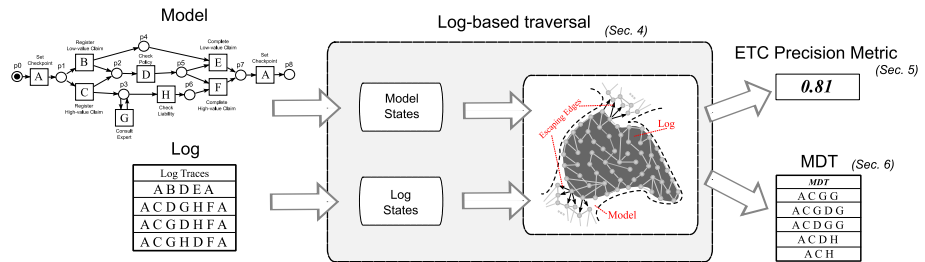 Model
Log-based traversal
(Sec. 4)
ETC Precision Metric
(Sec. 5)
0.81
p4
Register
Low-value Claim
Complete
Low-value Claim
Set
Checkpoint
Check
Policy
Set
Checkpoint
p0
A
p1
B
p2
D
p5
E
p7
A
p8
C
p3
H
p6
F
Register
High-value Claim
G
Check
Liability
Complete
High-value Claim
Consult
Expert
Model
States
Log
States
Escaping Edges
Log
Model
Log
Log Traces
A B D E A
A C D G H F A
A C G D H F A
A C G H D F A
MDT
(Sec. 6)
MDT
A C G G
A C G D G
A C D G G
A C D H
A C H